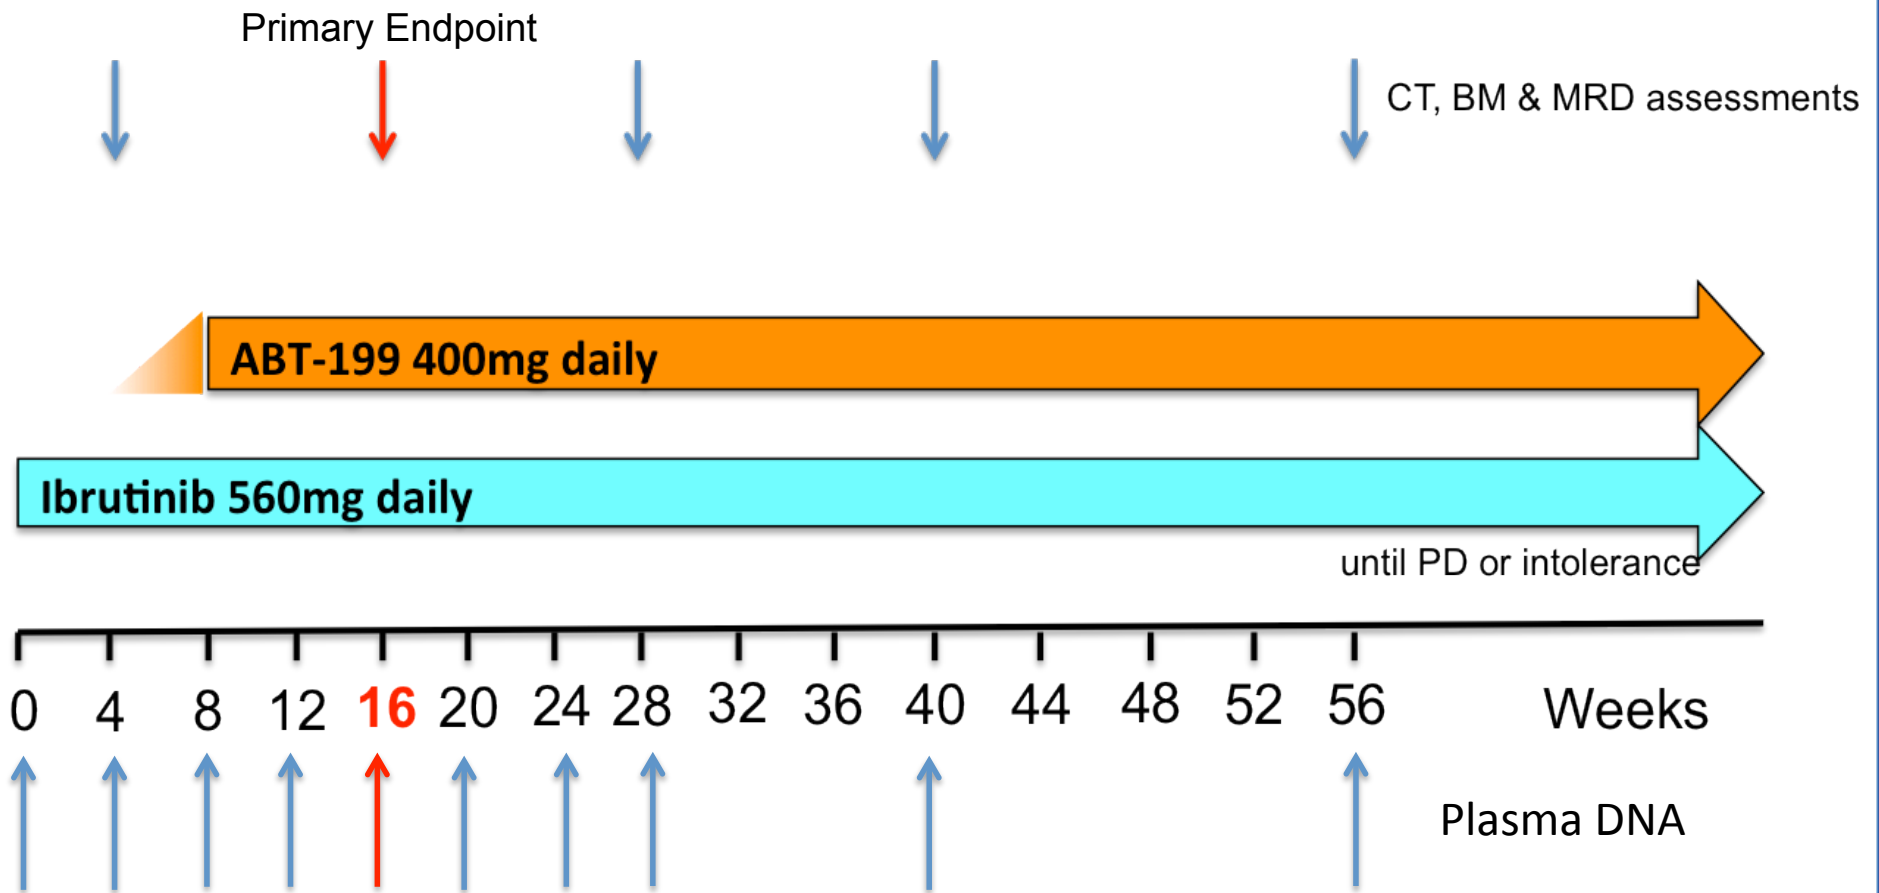 Primary Endpoint
CT, BM & MRD assessments
ABT-199 400mg daily
Ibrutinib 560mg daily
until PD or intolerance
0 4 8 12 16 20 24 28 32 36 40 44 48 52 56 Weeks
Plasma DNA